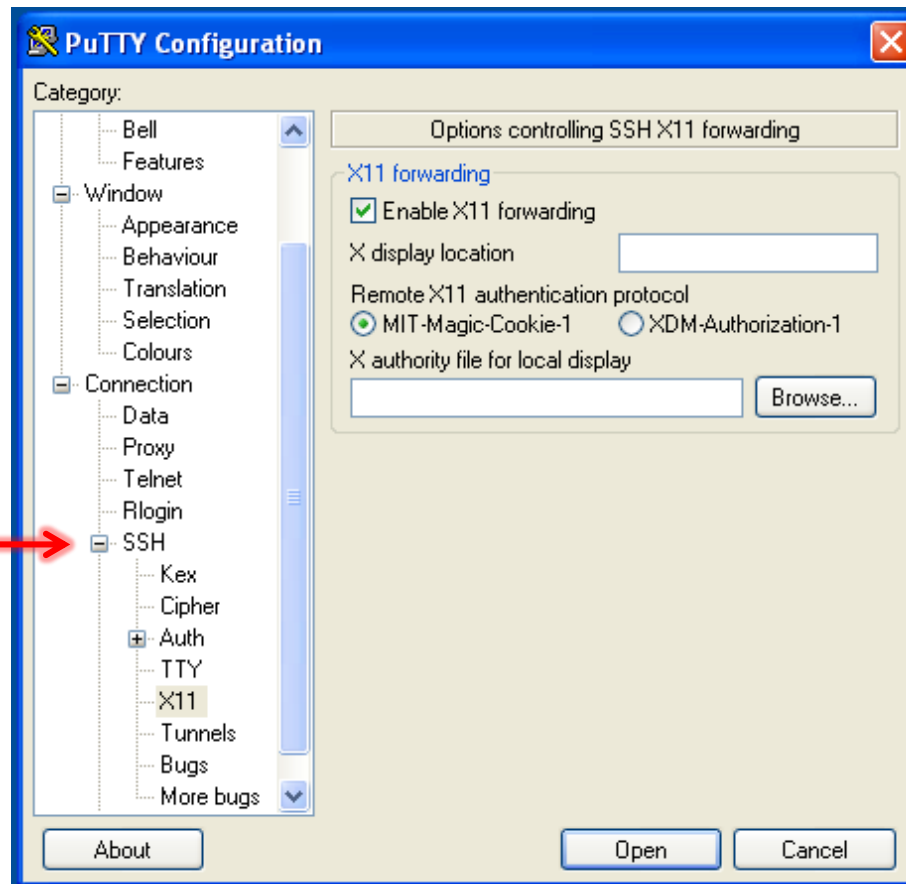 PuTTY Configuration
Category:
Bell
Features
Window
Appearance
Behaviour
Translation
Selection
Colours
Connection
Data
Proxy
Telnet
Rlogin
SSH
Kex
Cipher
Auth
TTY
X11
Tunnels
Bugs
More bugs
Options controlling SSH X11 forwarding
X11 forwarding
Enable X11 forwarding
X display location
Remote X11 authentication protocol
MIT-Magic-Cookie-1 XDM-Authorization-1
X authority file for local display
Browse...
About Open Cancel